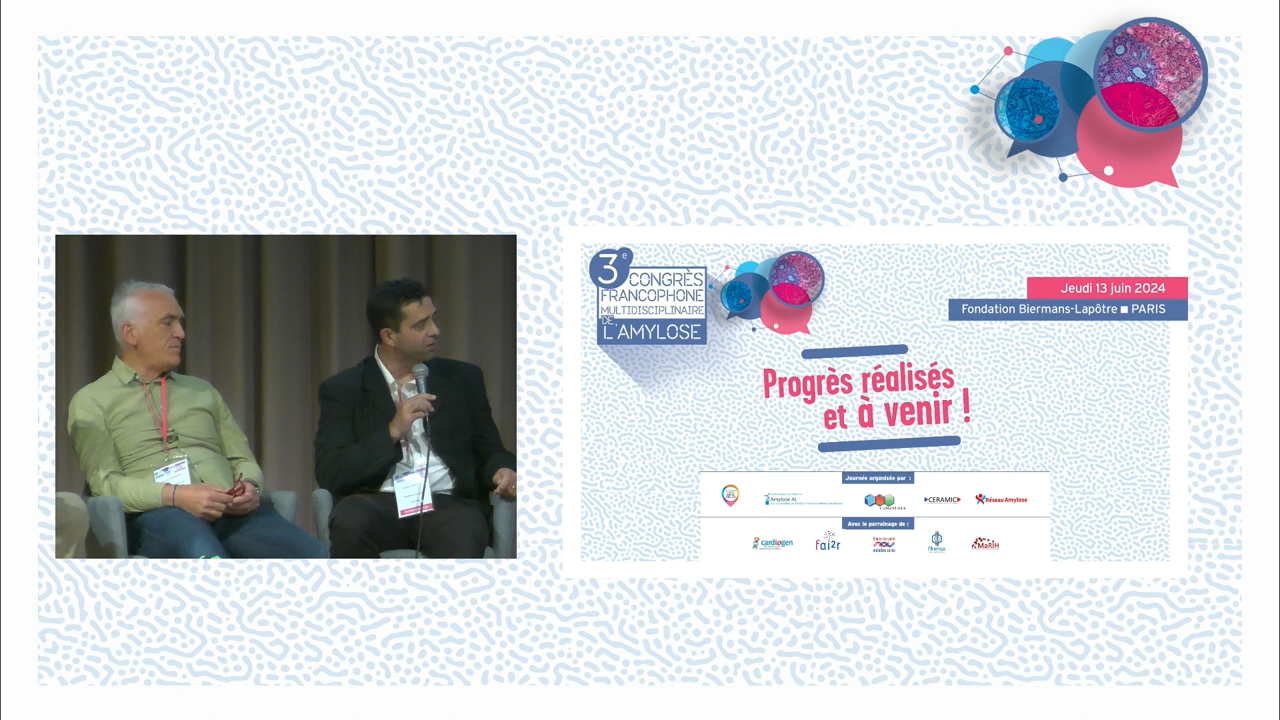 3e
CONGRÈS
FRANCOPHONE
MULTIDISCIPLINAIRE
DE
L'AMYLOSE
Jeudi 13 juin 2024
Fondation Biermans-Lapôtre ■ PARIS
Progrès réalisés
et à venir !
Journée organisée par :
Amylose AL
CERAMIC
Réseau Amylose
Avec le parrainage de :
cardiogen
fai2r
MaRIH